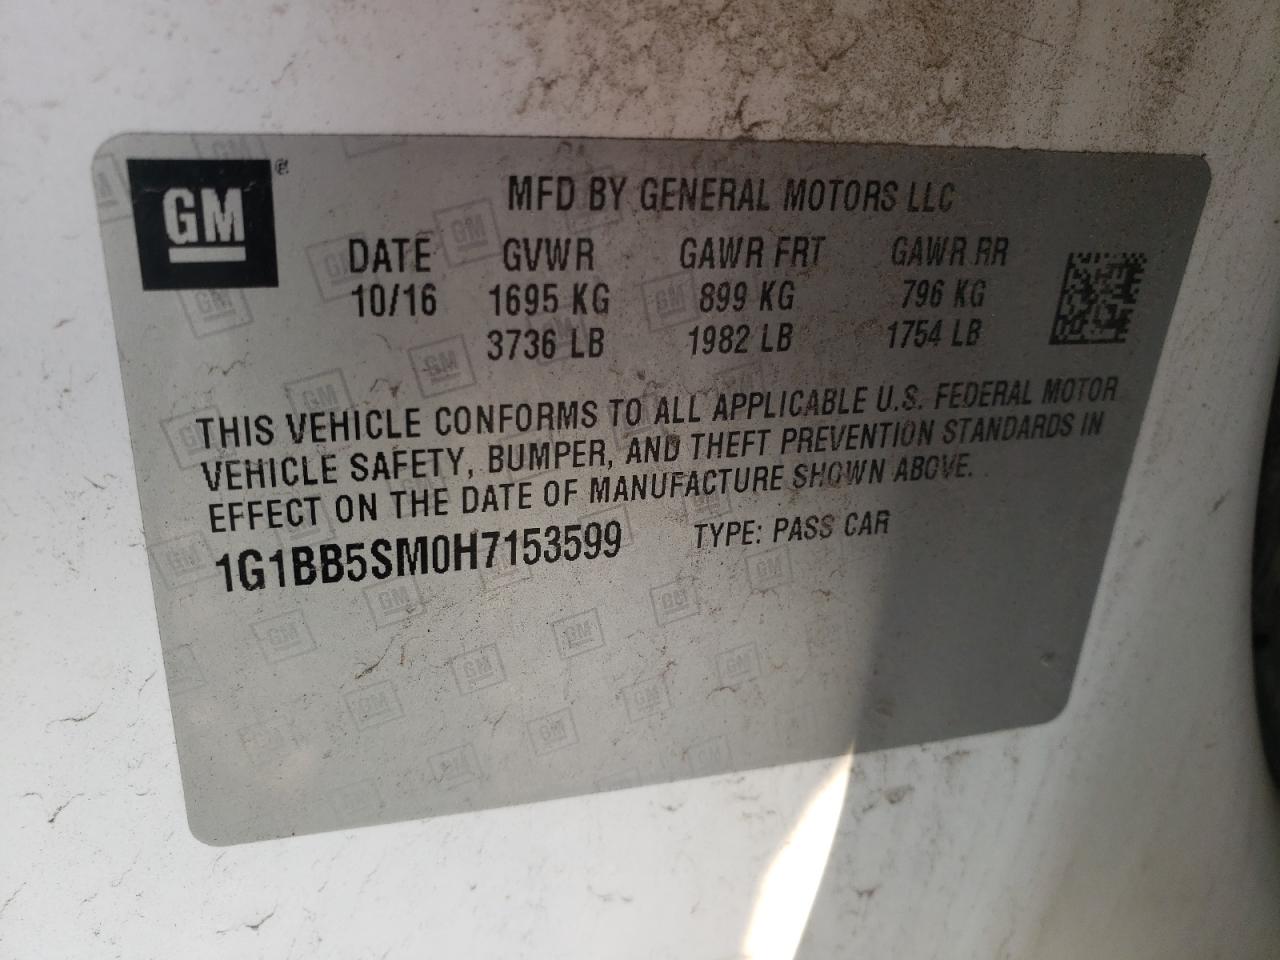 GM®
MFD BY GENERAL MOTORS LLC
DATE GVWR GAWR FRT GAWR RR
10/16 1695 KG 899 KG 796 KG
3736 LB 1982 LB 1754 LB
THIS VEHICLE CONFORMS TO ALL APPLICABLE U.S. FEDERAL MOTOR
VEHICLE SAFETY, BUMPER, AND THEFT PREVENTION STANDARDS IN
EFFECT ON THE DATE OF MANUFACTURE SHOWN ABOVE.
1G1BB5SM0H7153599 TYPE: PASS CAR